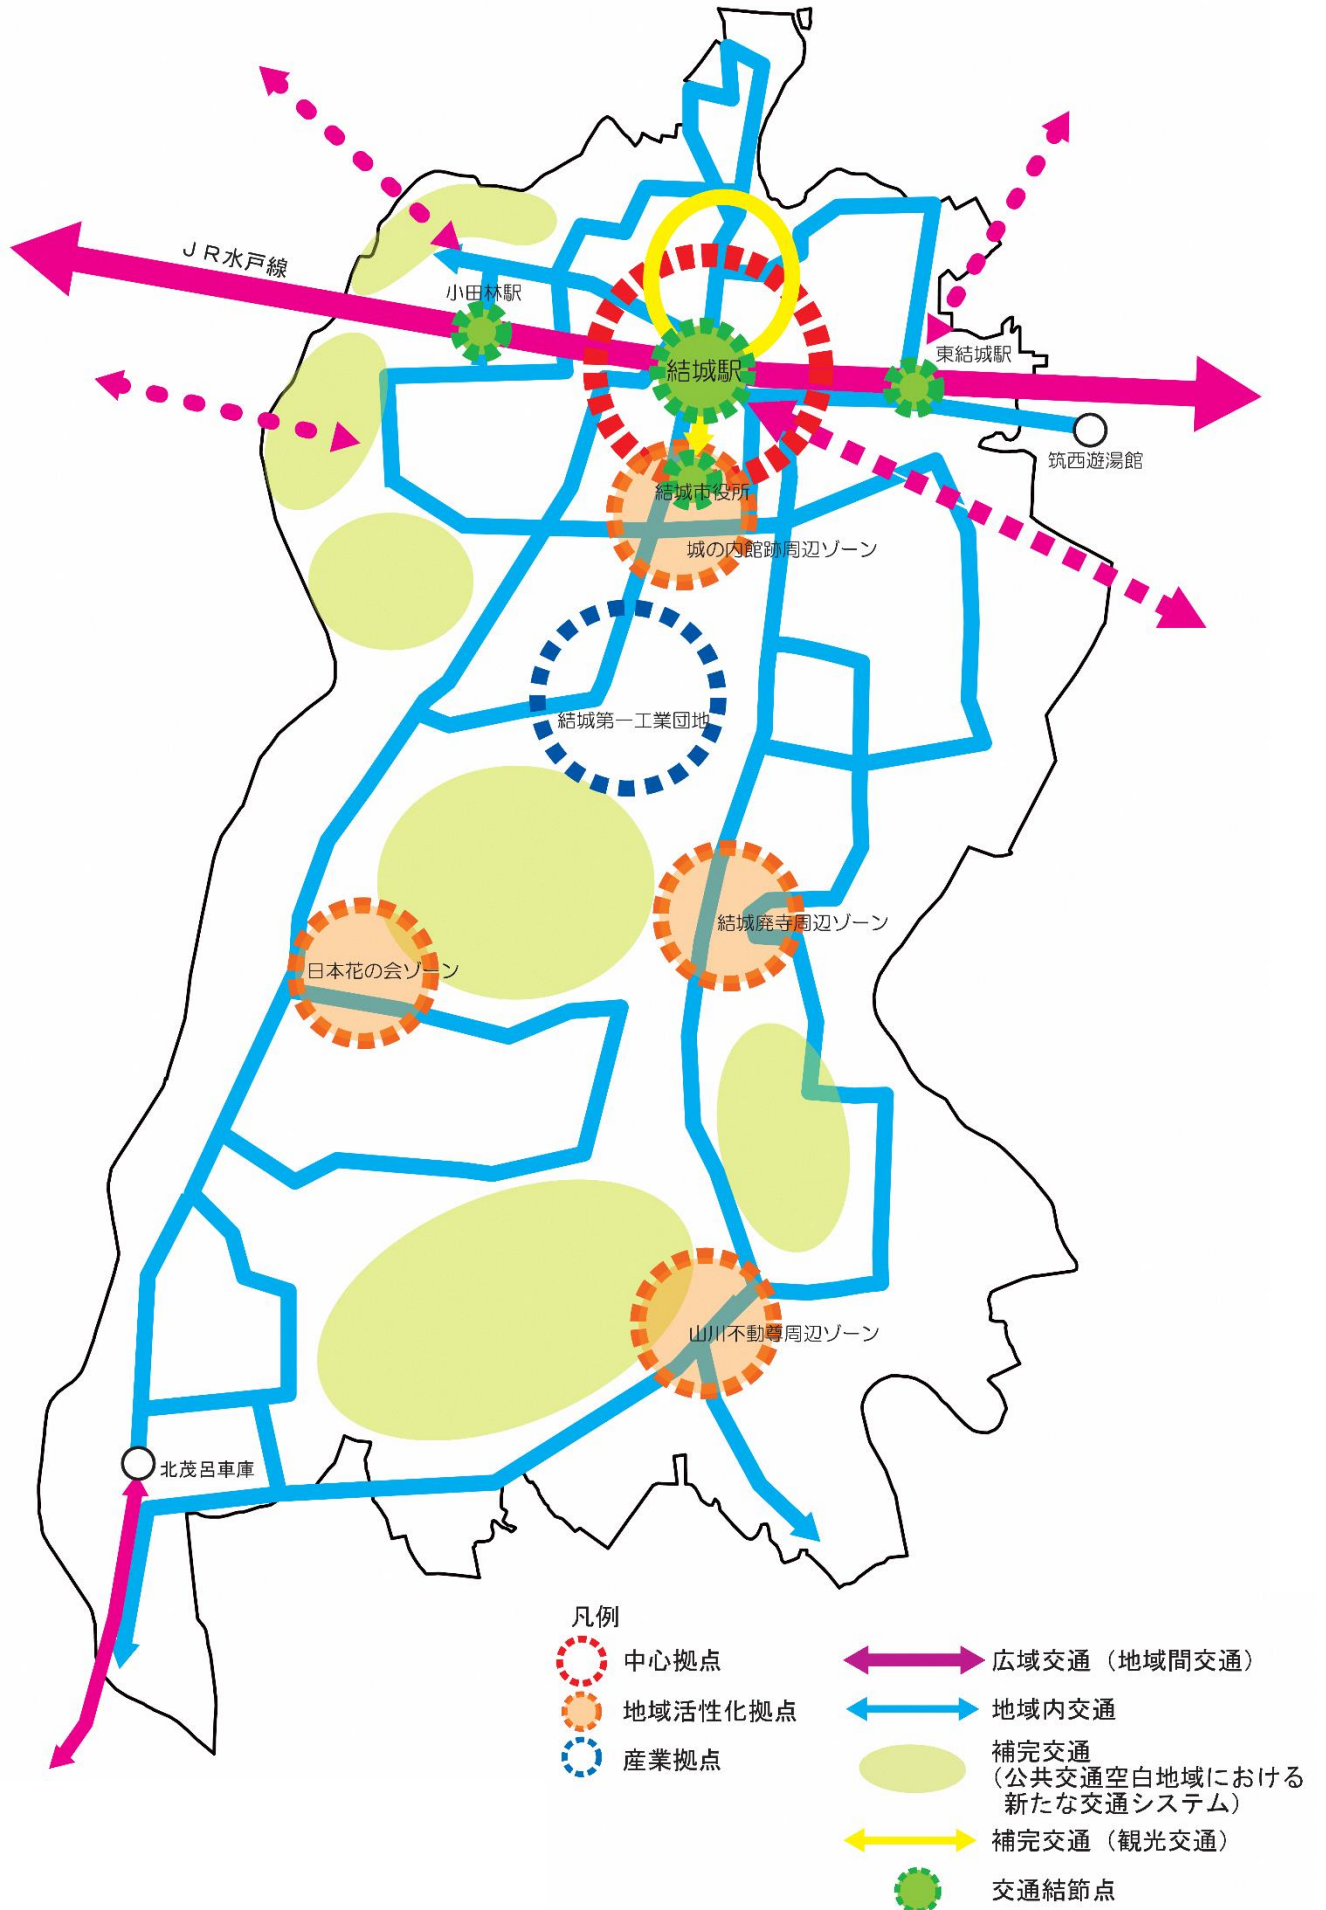 JR水戸線
小田林駅
結城駅
東結城駅
筑西遊湯館
結城市役所
城の内館跡周辺ゾーン
結城第一工業団地
結城廃寺周辺ゾーン
日本花の会ゾーン
山川不動尊周辺ゾーン
北茂呂車庫
凡例
中心拠点
地域活性化拠点
産業拠点
広域交通（地域間交通）
地域内交通
補完交通
（公共交通空白地域における
新たな交通システム）
補完交通（観光交通）
交通結節点